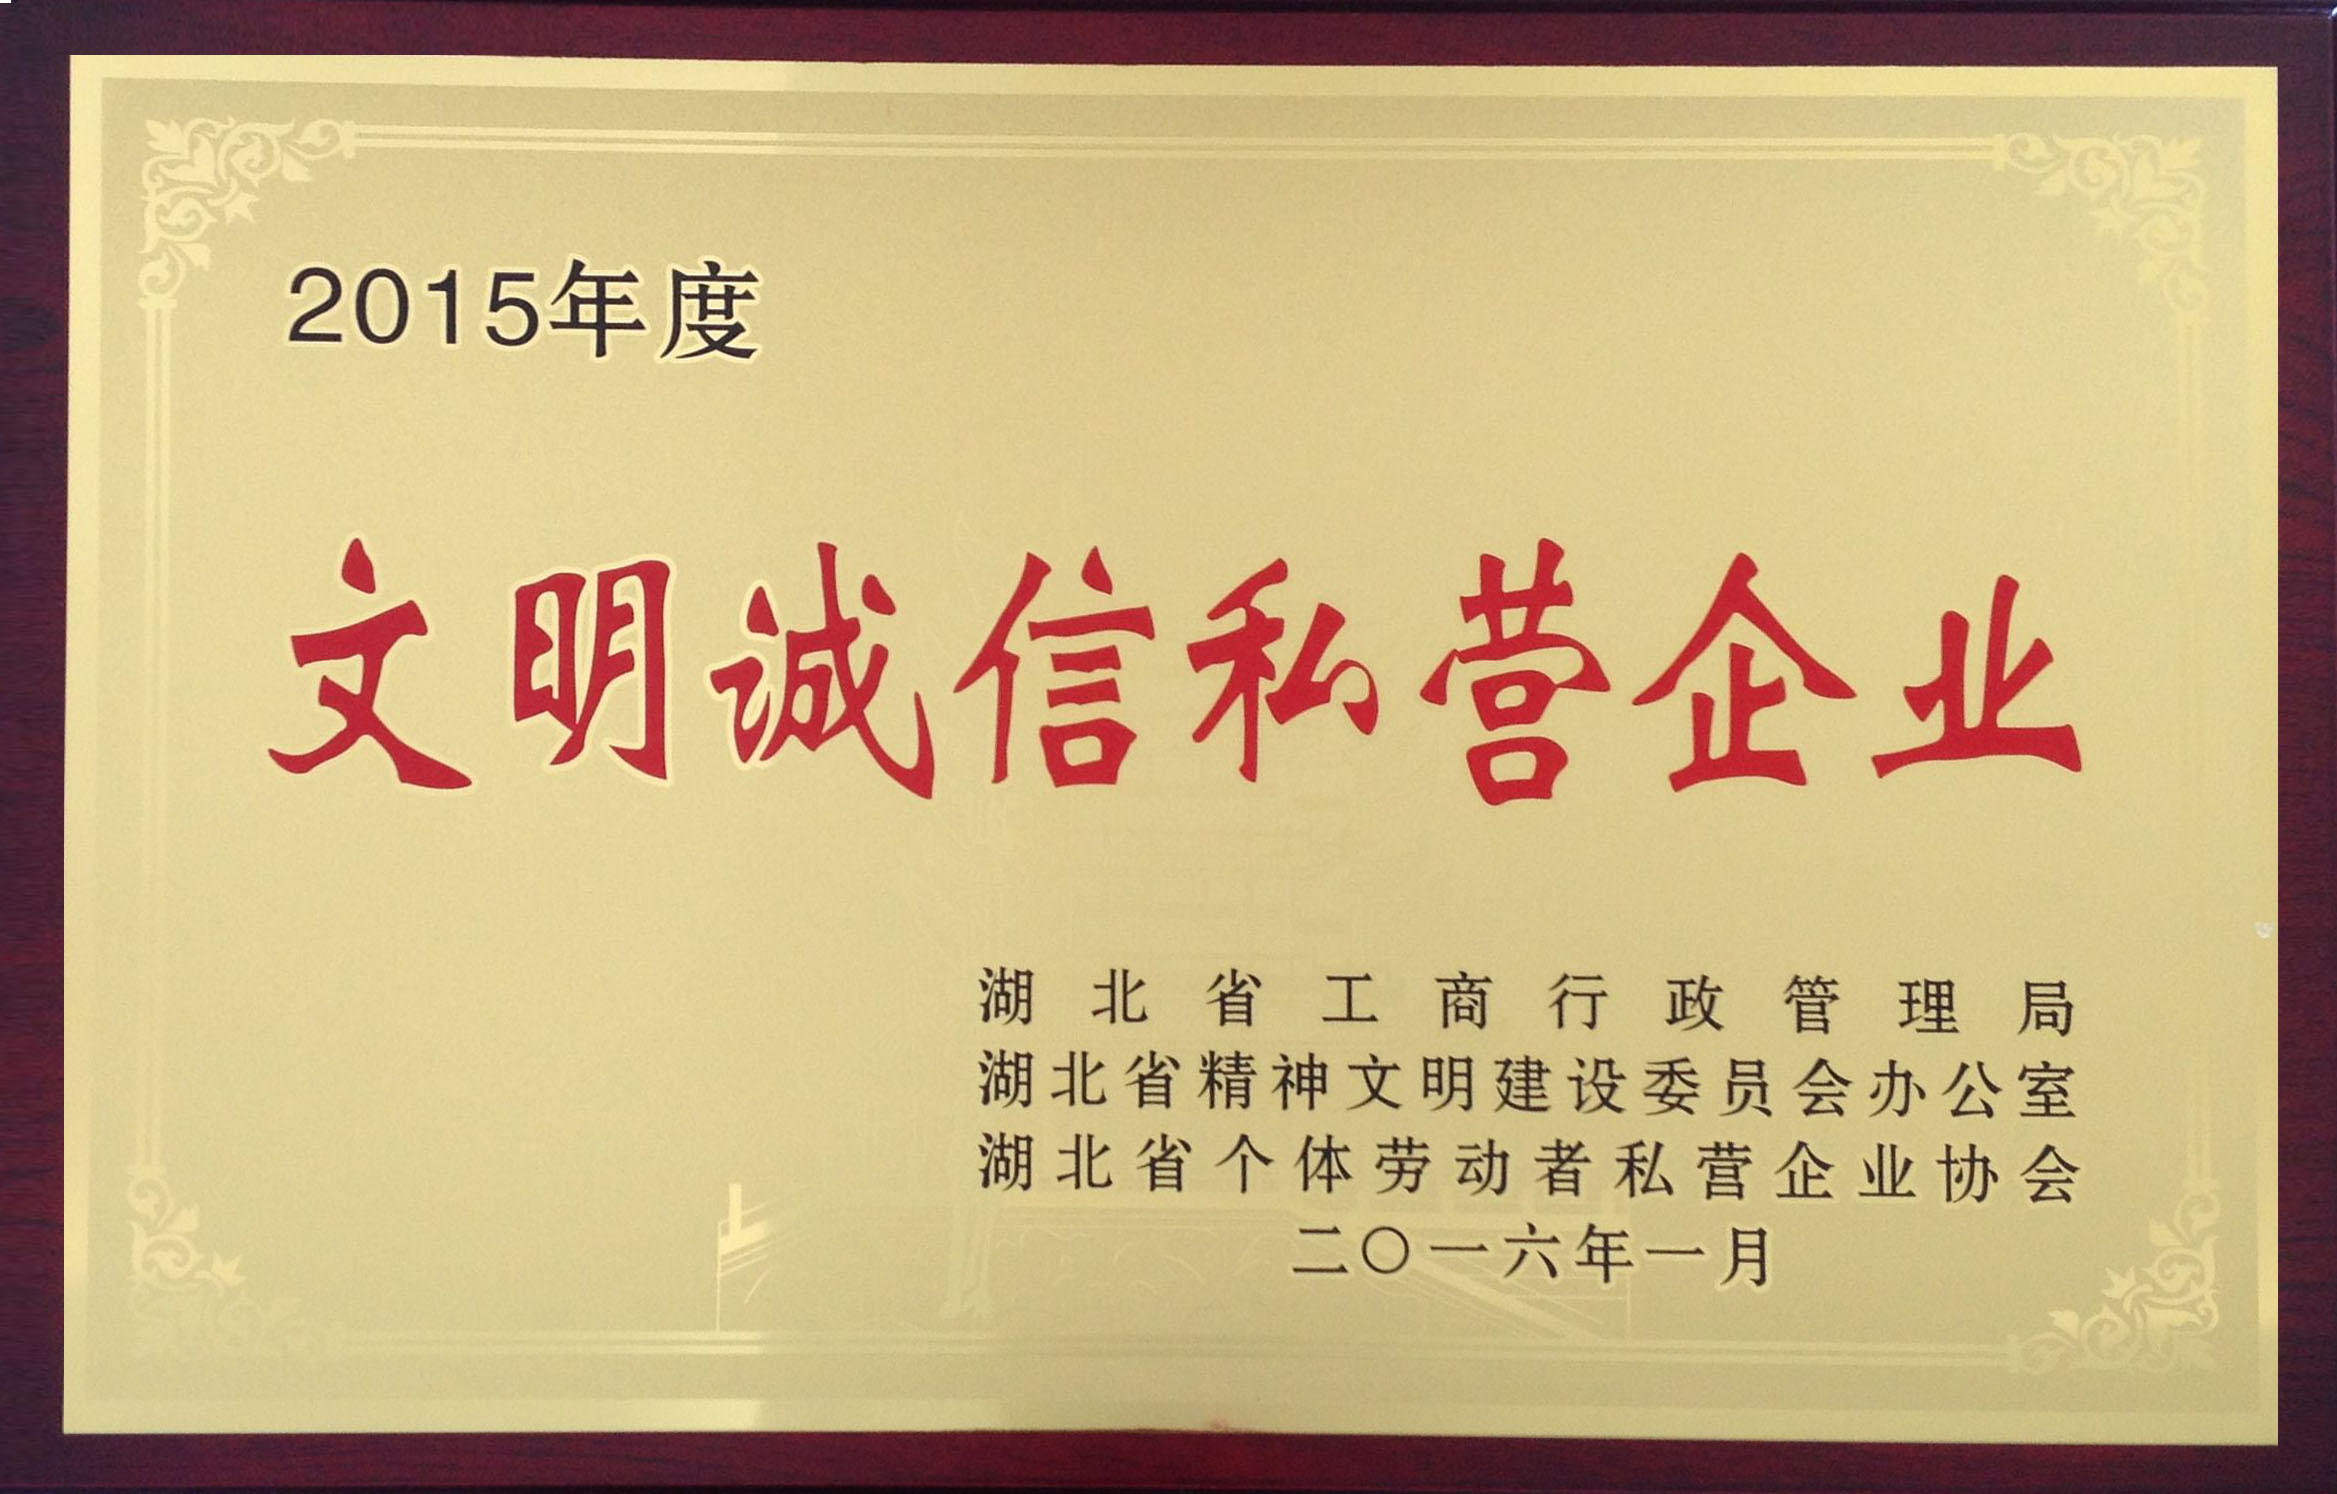 2015年度
文明诚信私营企业
湖北省工商行政管理局
湖北省精神文明建设委员会办公室
湖北省个体劳动者私营企业协会
二〇一六年一月